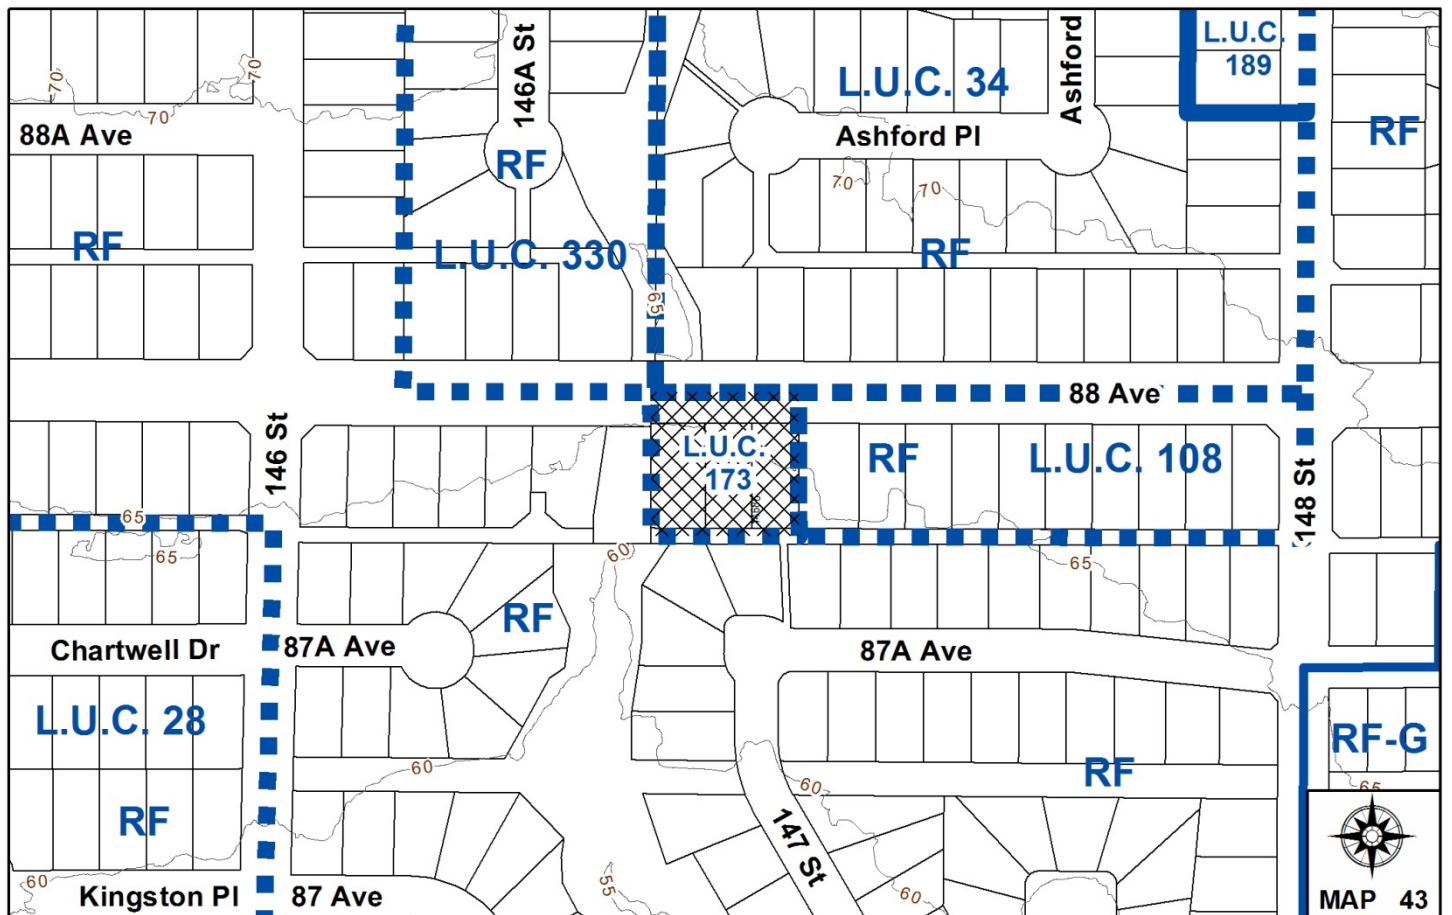 146A St
L.U.C.
189
Ashford
L.U.C. 34
70
70
70
88A Ave
RF
Ashford Pl
RF
70
70
RF
L.U.C. 330
RF
65
88 Ave
146 St
L.U.C.
173
RF
L.U.C. 108
148 St
65
65
60
65
RF
Chartwell Dr
87A Ave
87A Ave
L.U.C. 28
RF-G
60
RF
60
65
RF
147 St
60
55
60
Kingston Pl
87 Ave
MAP 43